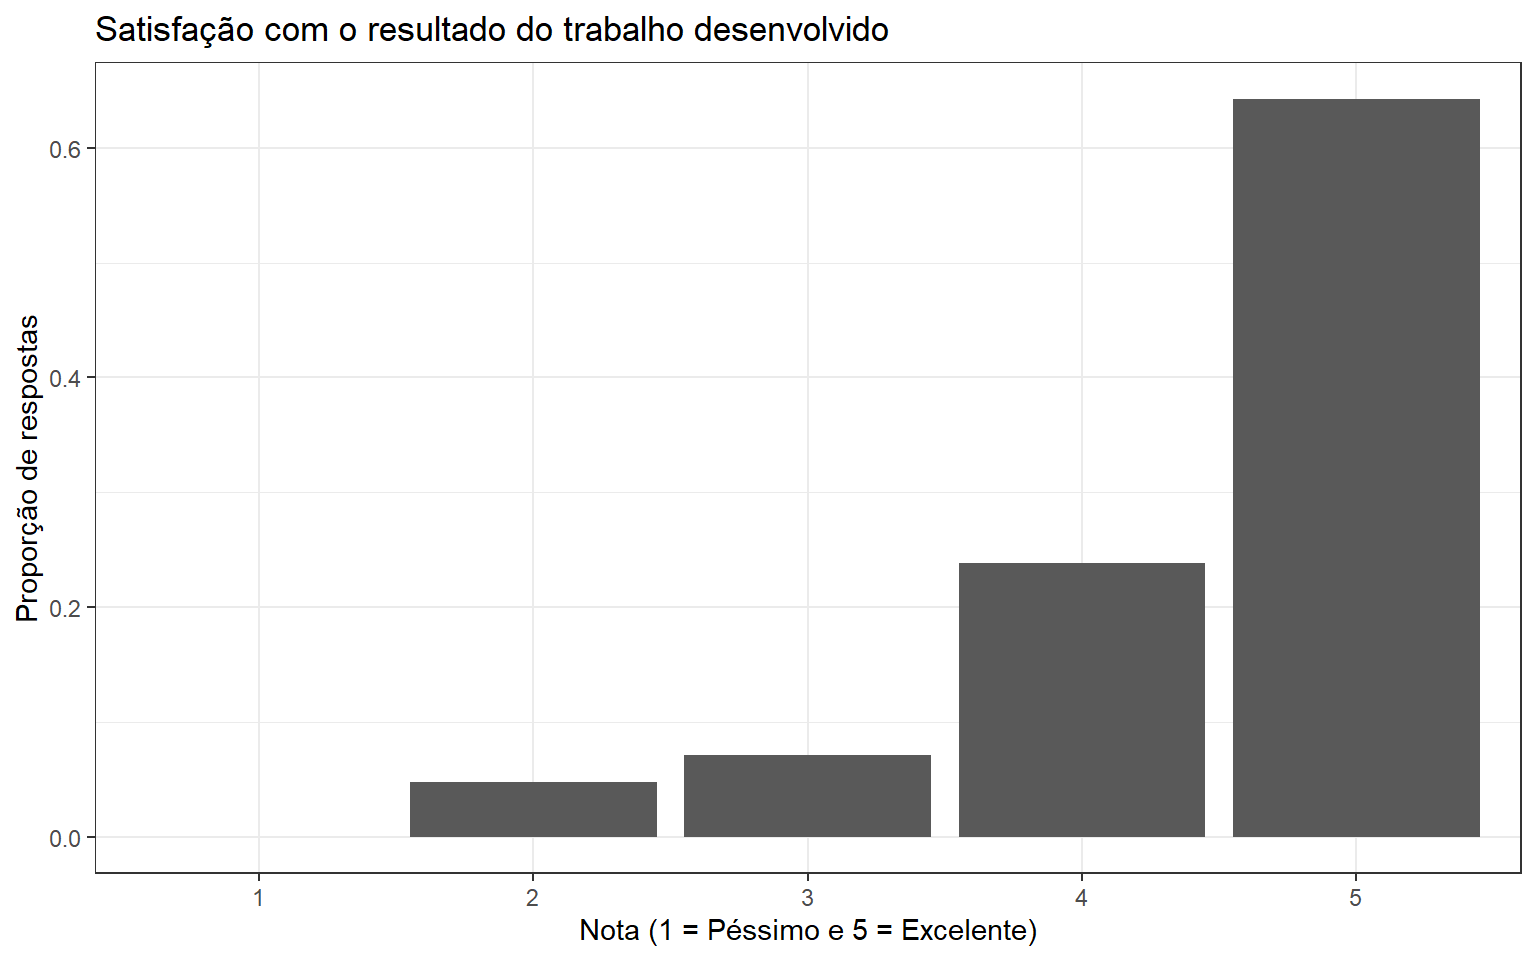 Satisfação com o resultado do trabalho desenvolvido
Proporção de respostas
0.6
0.4
0.2
0.0
1 2 3 4 5
Nota (1 = Péssimo e 5 = Excelente)